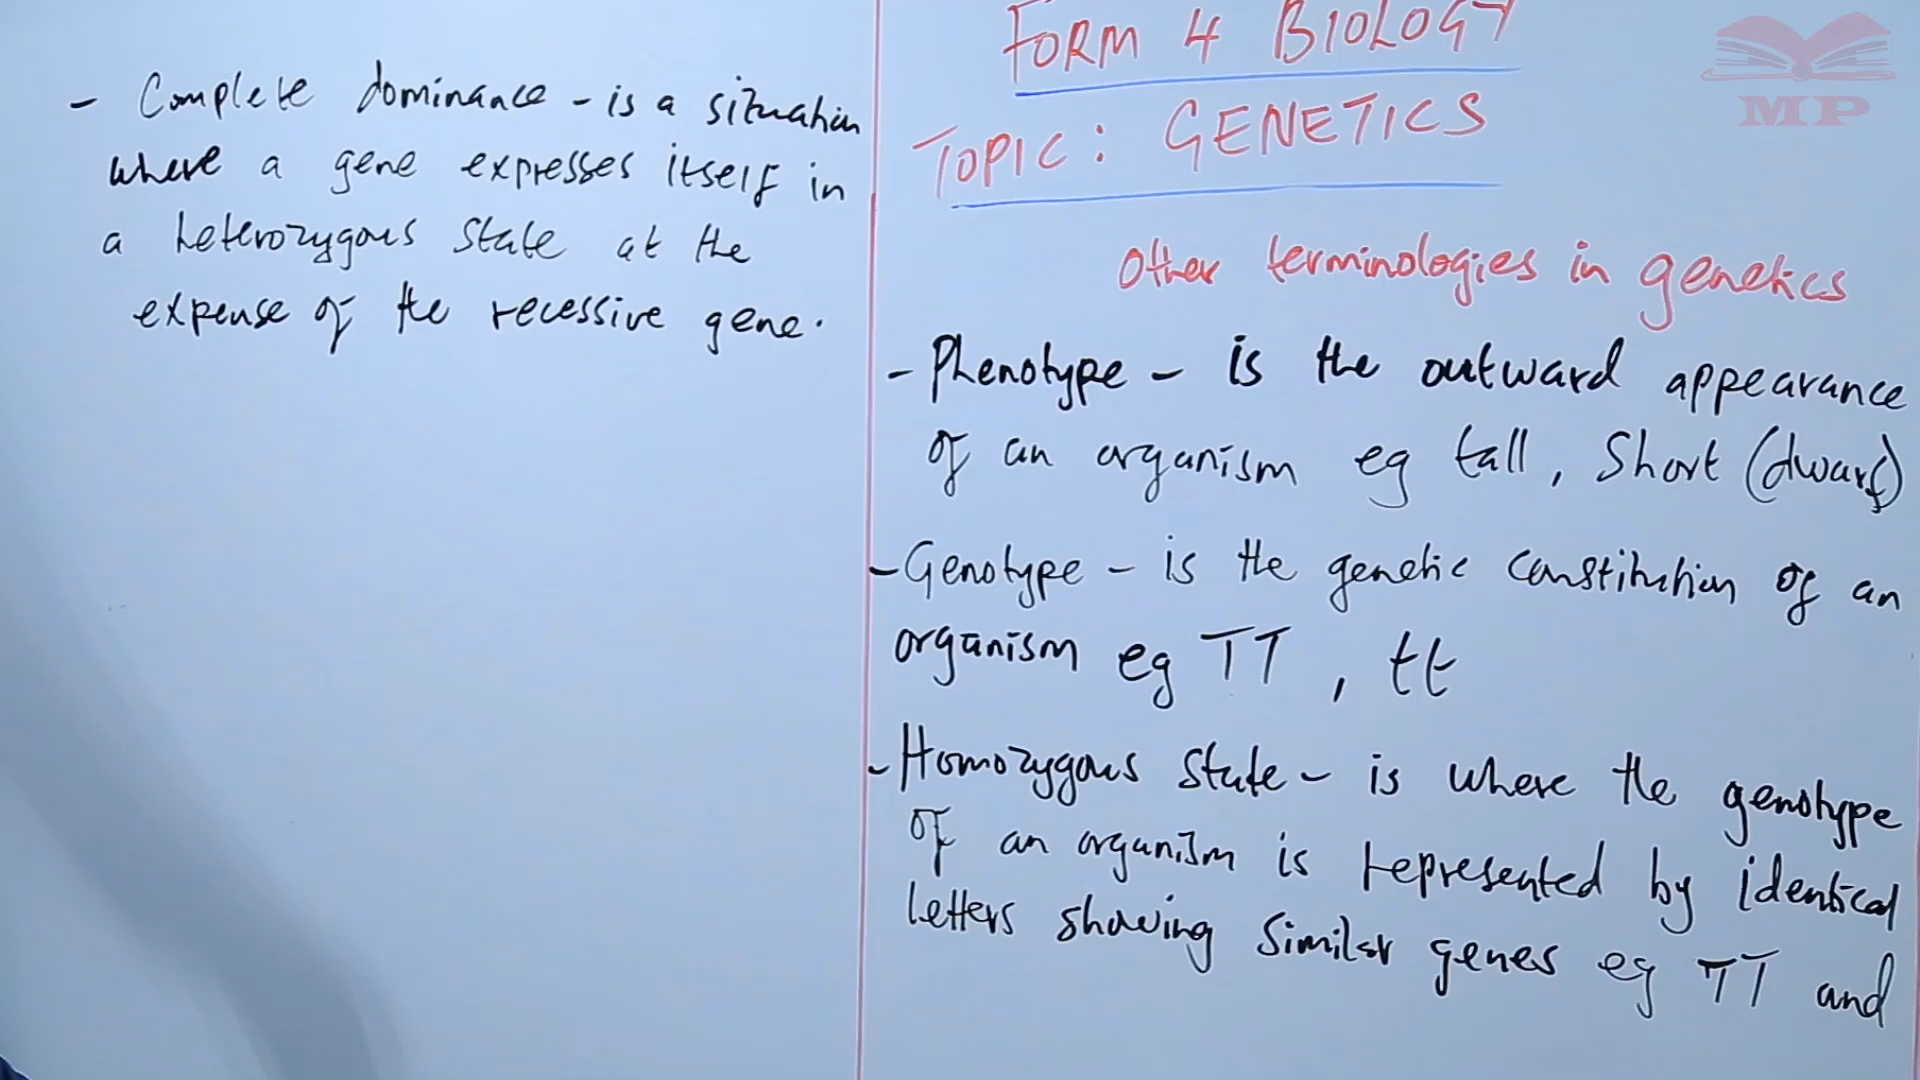 - Complete dominance - is a situation
where a gene expresses itself in
a heterozygous state at the
expense of the recessive gene.
FORM 4 BIOLOGY
TOPIC: GENETICS
Other terminologies in genetics
- Phenotype - is the outward appearance
of an organism eg tall, Short (dwarf)
- Genotype - is the genetic constitution of an
organism eg TT, tt
- Homozygous state - is where the genotype
of an organism is represented by identical
letters showing similar genes eg TT and
MP